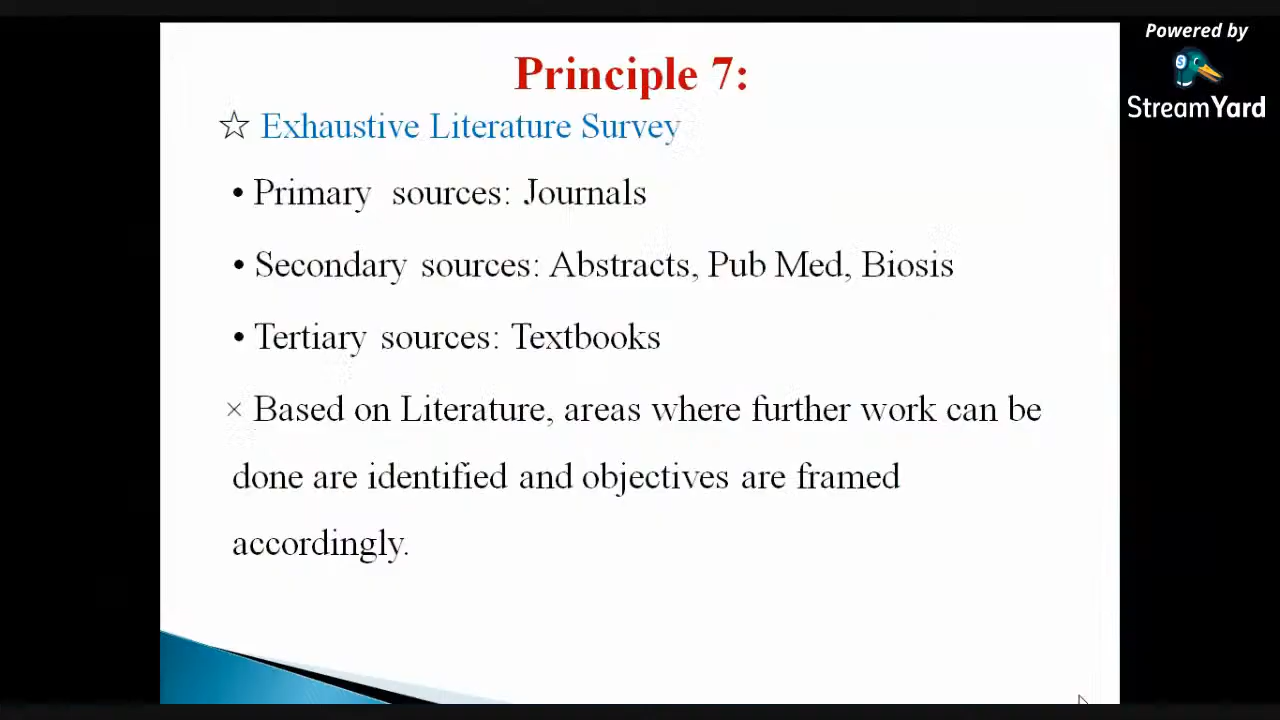 Powered by
StreamYard
Principle 7:
☆ Exhaustive Literature Survey
• Primary sources: Journals
• Secondary sources: Abstracts, Pub Med, Biosis
• Tertiary sources: Textbooks
× Based on Literature, areas where further work can be
done are identified and objectives are framed
accordingly.